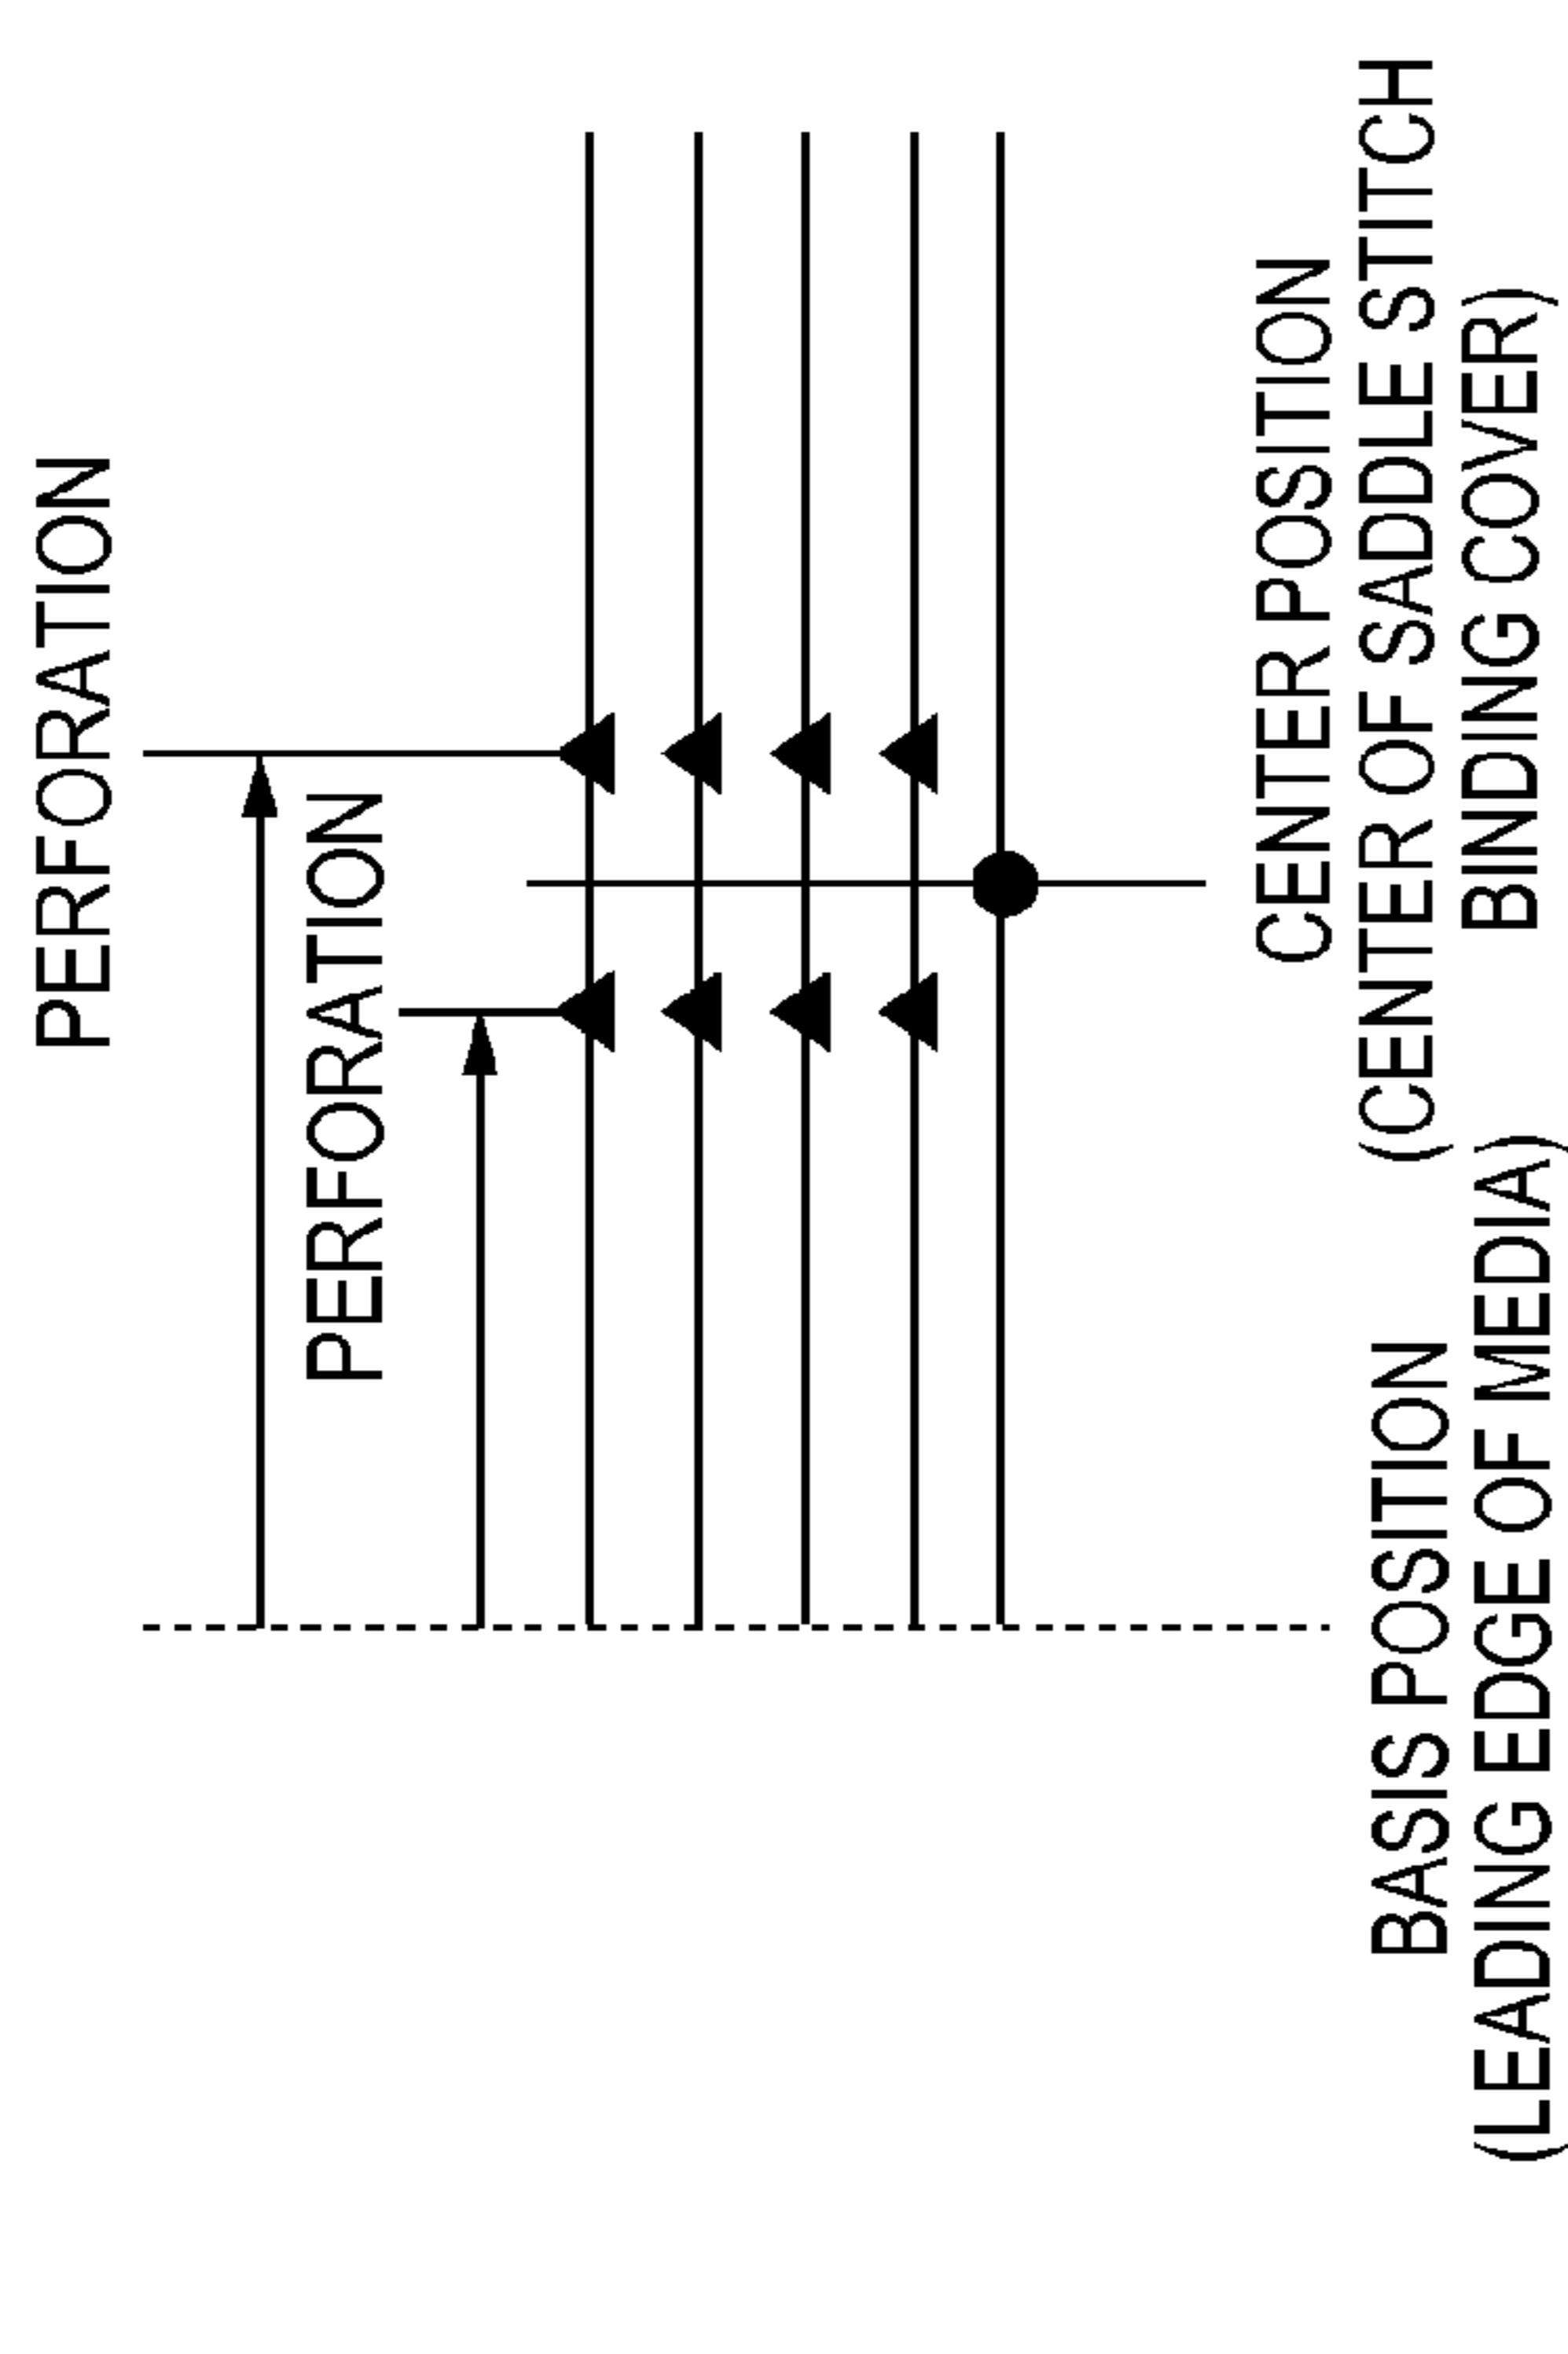 PERFORATION
PERFORATION
CENTER POSITION
(CENTER OF SADDLE STITCH
BINDING COVER)
BASIS POSITION
(LEADING EDGE OF MEDIA)